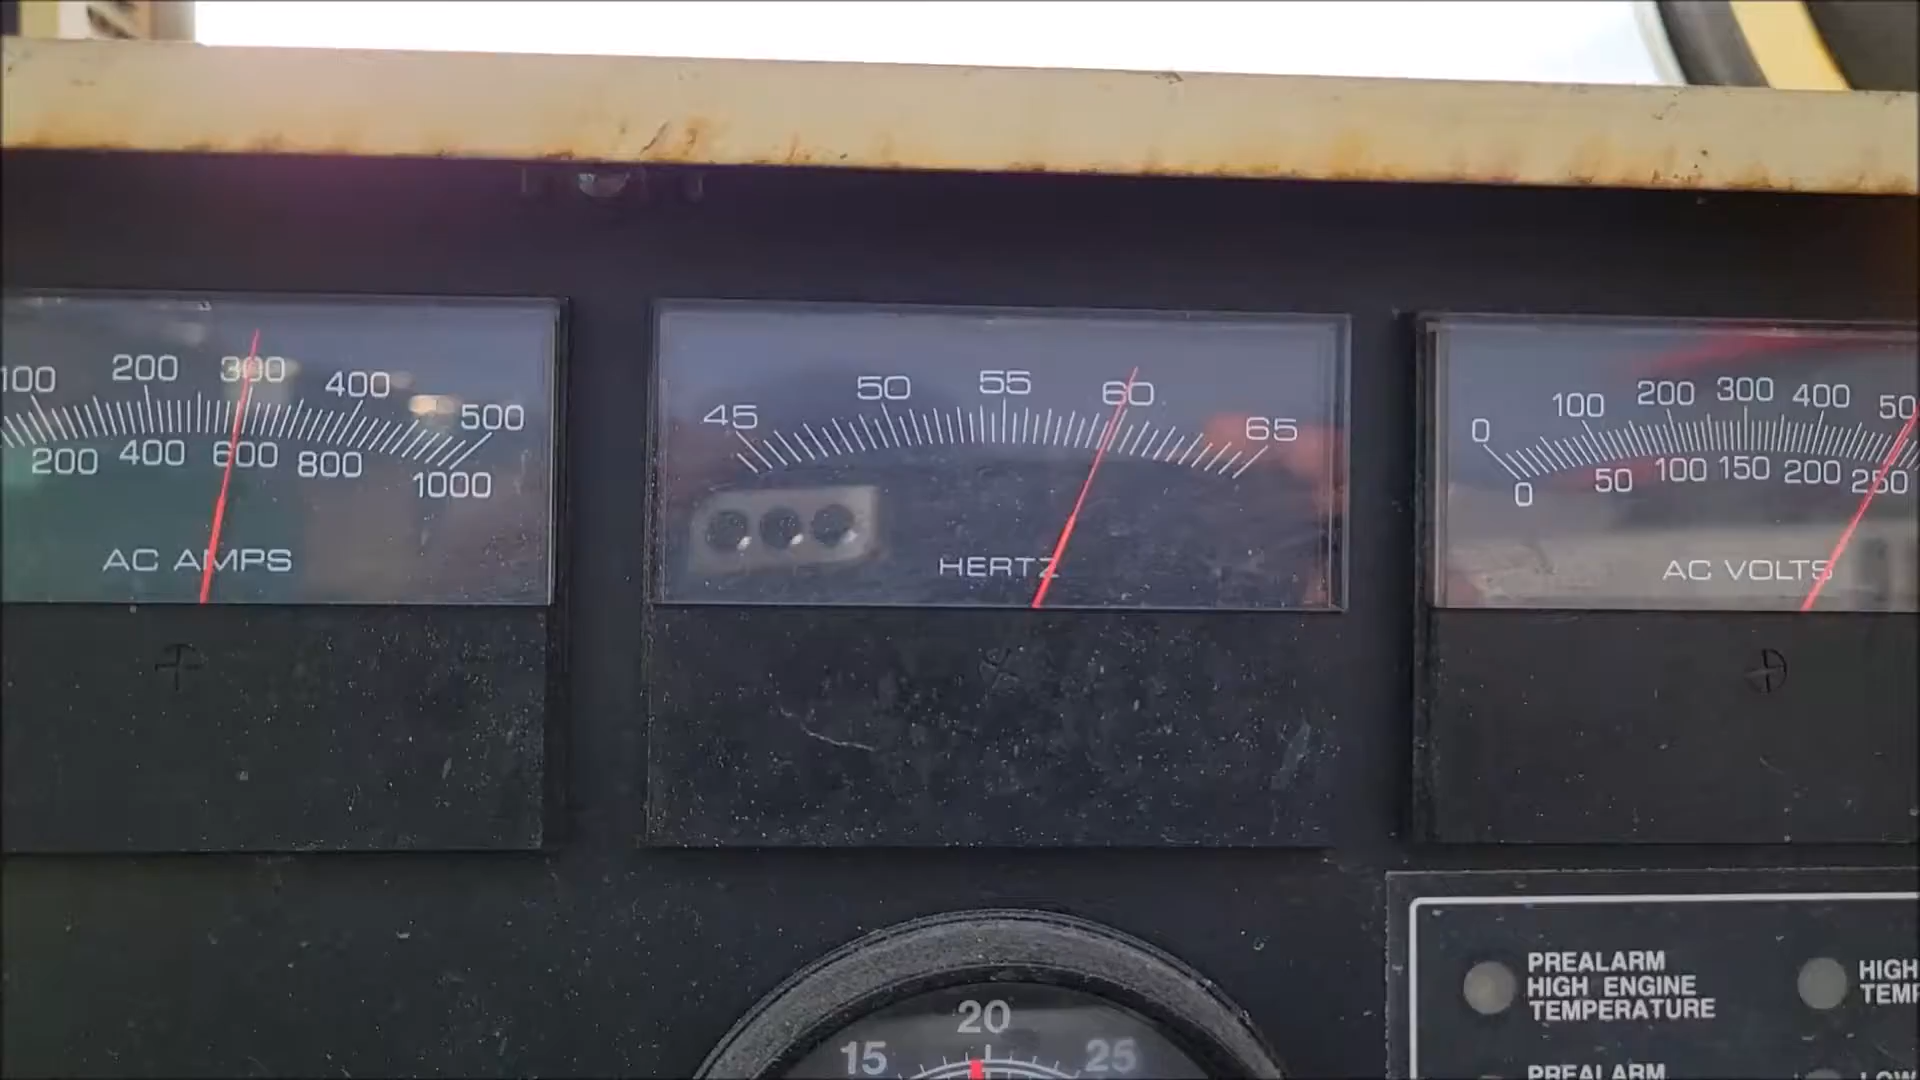 100 200 300 400 500
200 400 600 800 1000
AC AMPS
45 50 55 60 65
HERTZ
0 100 200 300 400 50
0 50 100 150 200 250
AC VOLTS
15 20 25
PREALARM
HIGH ENGINE
TEMPERATURE
HIGH
TEMP
PREALARM
LOW